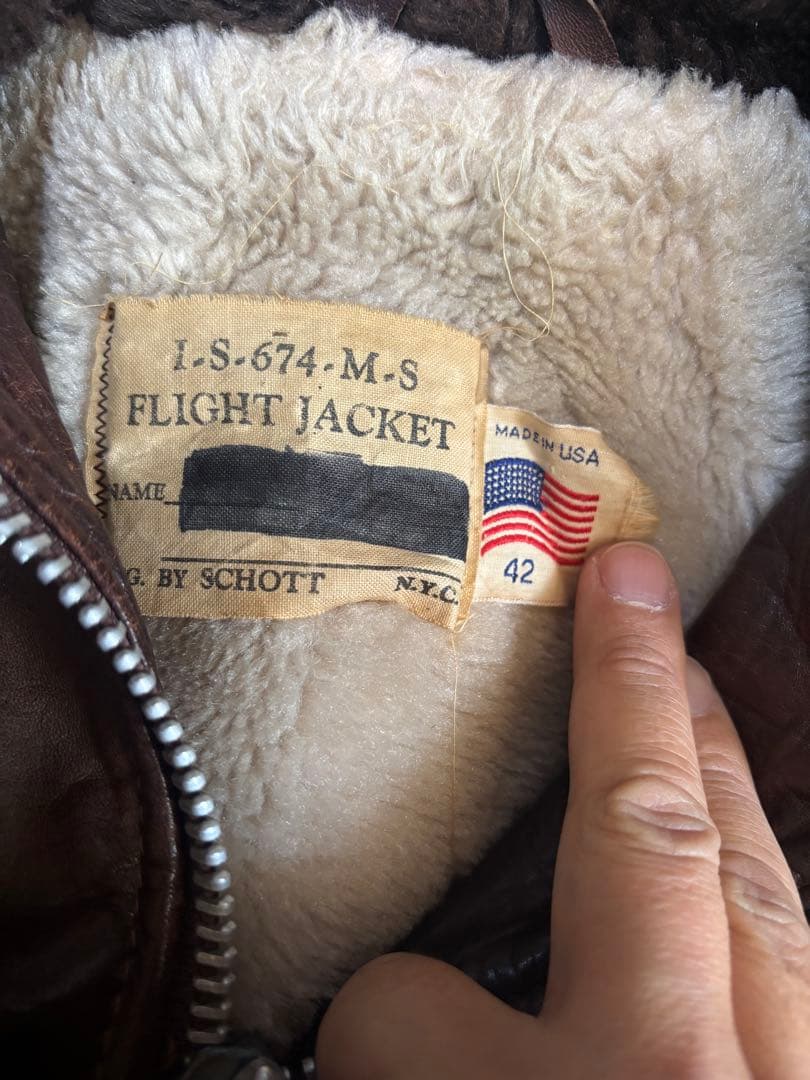 I-S-674-M-S
FLIGHT JACKET
NAME
G. BY SCHOTT N.Y.C.
MADE IN USA
42